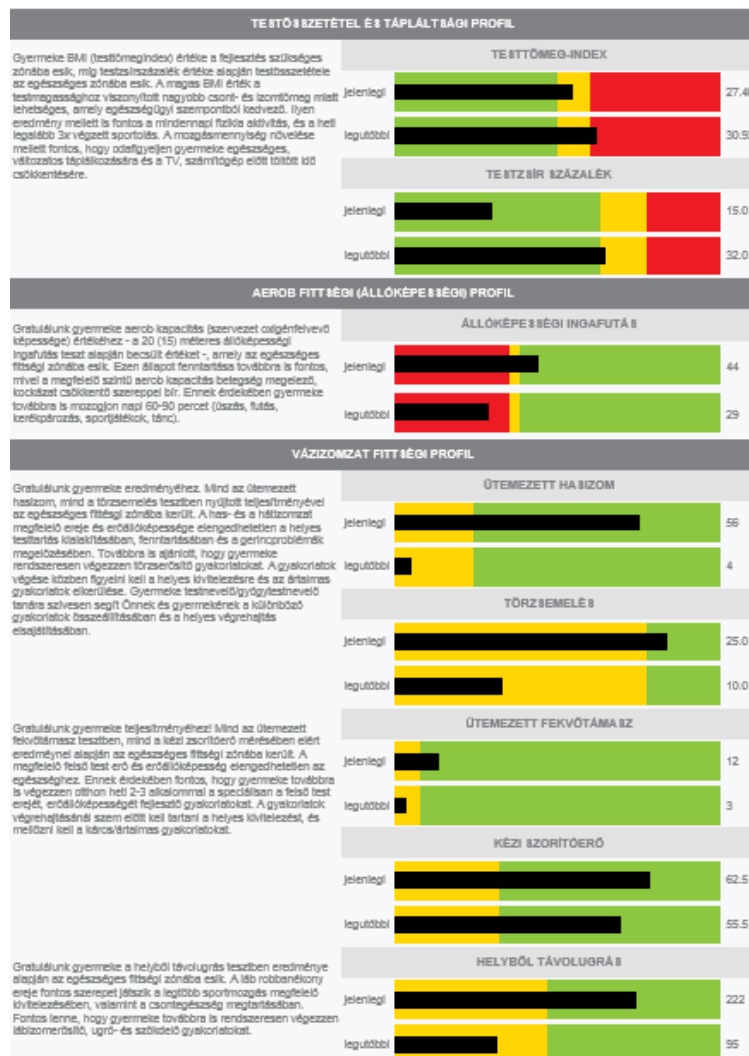 TESTÖSSZETÉTEL ÉS TÁPLÁLTSÁGI PROFIL
Gyermeke BMI (testtömegindex) értéke a fejlesztés szükséges
zónába esik, míg testzsírszázalék értéke alapján testösszetétele
az egészséges zónába esik. A magas BMI érték a
testmagassághoz viszonyított nagyobb csont- és izomtömeg miatt
lehetséges, amely egészségügyi szempontból kedvező. Ilyen
eredmény mellett is fontos a mindennapi fizikia aktivitás, és a heti
legalább 3x végzett sportolás. A mozgásmennyiség növelése
mellett fontos, hogy odafigyeljen gyermeke egészséges,
változatos táplálkozására és a TV, számítógép előtt töltött idő
csökkentésére.
TESTTÖMEG-INDEX
jelenlegi
legutóbbi
TESTZSÍR SZÁZALÉK
jelenlegi 15.0
legutóbbi 32.0
AEROB FITTSÉGI (ÁLLÓKÉPESSÉGI) PROFIL
Gratulálunk gyermeke aerob kapacitás (szervezet oxigénfelvevő
képessége) értékéhez - a 20 (15) méteres állóképességi
ingafutás teszt alapján becsült értéket -, amely az egészséges
fittségi zónába esik. Ezen állapot fenntartása továbbra is fontos,
mivel a megfelelő szintű aerob kapacitás betegség megelőző,
kockázat csökkentő szereppel bír. Ennek érdekében gyermeke
továbbra is mozogjon napi 60-90 percet (úszás, futás,
kerékpározás, sportjátékok, tánc).
ÁLLÓKÉPESSÉGI INGAFUTÁS
jelenlegi 44
legutóbbi 29
VÁZIZOMZAT FITTSÉGI PROFIL
Gratulálunk gyermeke eredményéhez. Mind az ütemezett
hasizom, mind a törzsemelés tesztben nyújtott teljesítményével
az egészséges fittésgi zónába került. A has- és a hátizomzat
megfelelő ereje és erőállóképessége elengedhetetlen a helyes
testtartás kialakításában, fenntartásában és a gerincproblémák
megelőzésében. Továbbra is ajánlott, hogy gyermeke
rendszeresen végezzen törzserősítő gyakorlatokat. A gyakorlatok
végése közben figyelni kell a helyes kivitelezésre és az ártalmas
gyakorlatok elkerülése. Gyermeke testnevelő/gyógytestnevelő
tanára szívesen segít Önnek és gyermekének a különböző
gyakorlatok összeállításában és a helyes végrehajtás
elsajátításában.
ÜTEMEZETT HASIZOM
jelenlegi 56
legutóbbi 4
TÖRZSEMELÉS
jelenlegi 25.0
legutóbbi 10.0
Gratulálunk gyermeke teljesítményéhez! Mind az ütemezett
fekvőtámasz tesztben, mind a kézi zsorítóerő mérésében elért
eredményei alapján az egészséges fittségi zónába került. A
megfelelő felső test erő és erőállóképesség elengedhetetlen az
egészséghez. Ennek érdekében fontos, hogy gyermeke továbbra
is végezzen otthon heti 2-3 alkalommal a speciálisan a felső test
erejét, erőállóképességét fejlesztő gyakorlatokat. A gyakorlatok
végrehajtásánál szem előtt kell tartani a helyes kivitelezést, és
mellőzni kell a káros/ártalmas gyakorlatokat.
ÜTEMEZETT FEKVŐTÁMASZ
jelenlegi 12
legutóbbi 3
KÉZI SZORÍTÓERŐ
jelenlegi 62.5
legutóbbi 55.5
Gratulálunk gyermeke a helyből távolugrás tesztben eredménye
alapján az egészséges fittségi zónába esik. A láb robbanékony
ereje fontos szerepet játszik a legtöbb sportmozgás megfelelő
kivitelezésében, valamint a csontegészség megtartásában.
Fontos lenne, hogy gyermeke továbbra is rendszeresen végezzen
lábizomerősítő, ugró- és szökdelő gyakorlatokat.
HELYBŐL TÁVOLUGRÁS
jelenlegi 222
legutóbbi 95